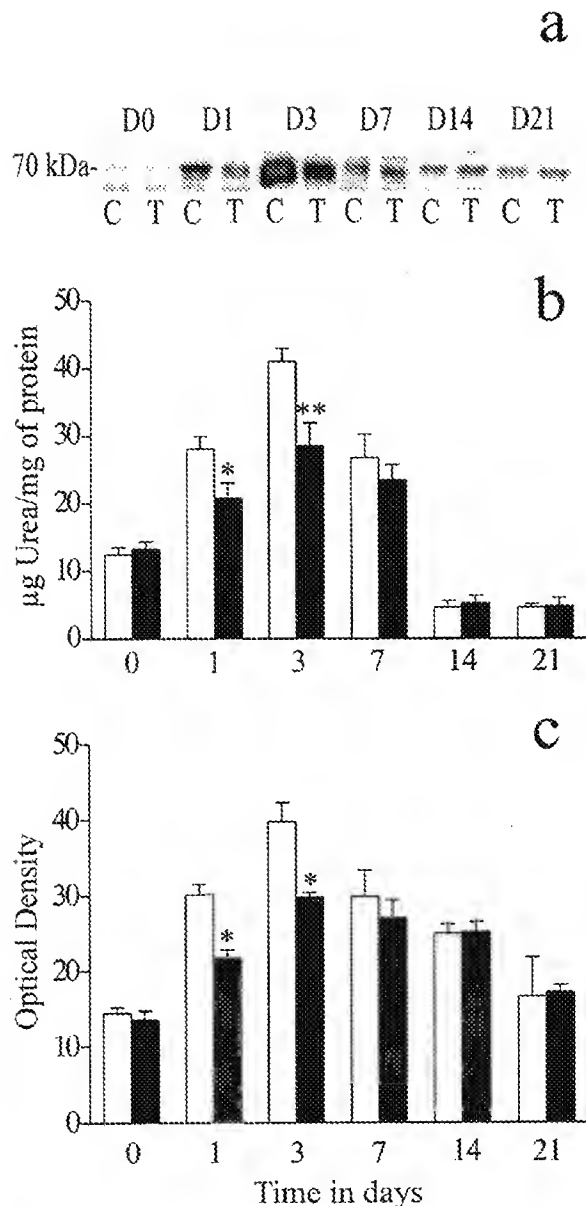 a
D0 D1 D3 D7 D14 D21
70 kDa-
C T C T C T C T C T C T
b
50
40
30
20
10
0
µg Urea/mg of protein
*
**
0 1 3 7 14 21
c
50
40
30
20
10
0
Optical Density
*
*
0 1 3 7 14 21
Time in days